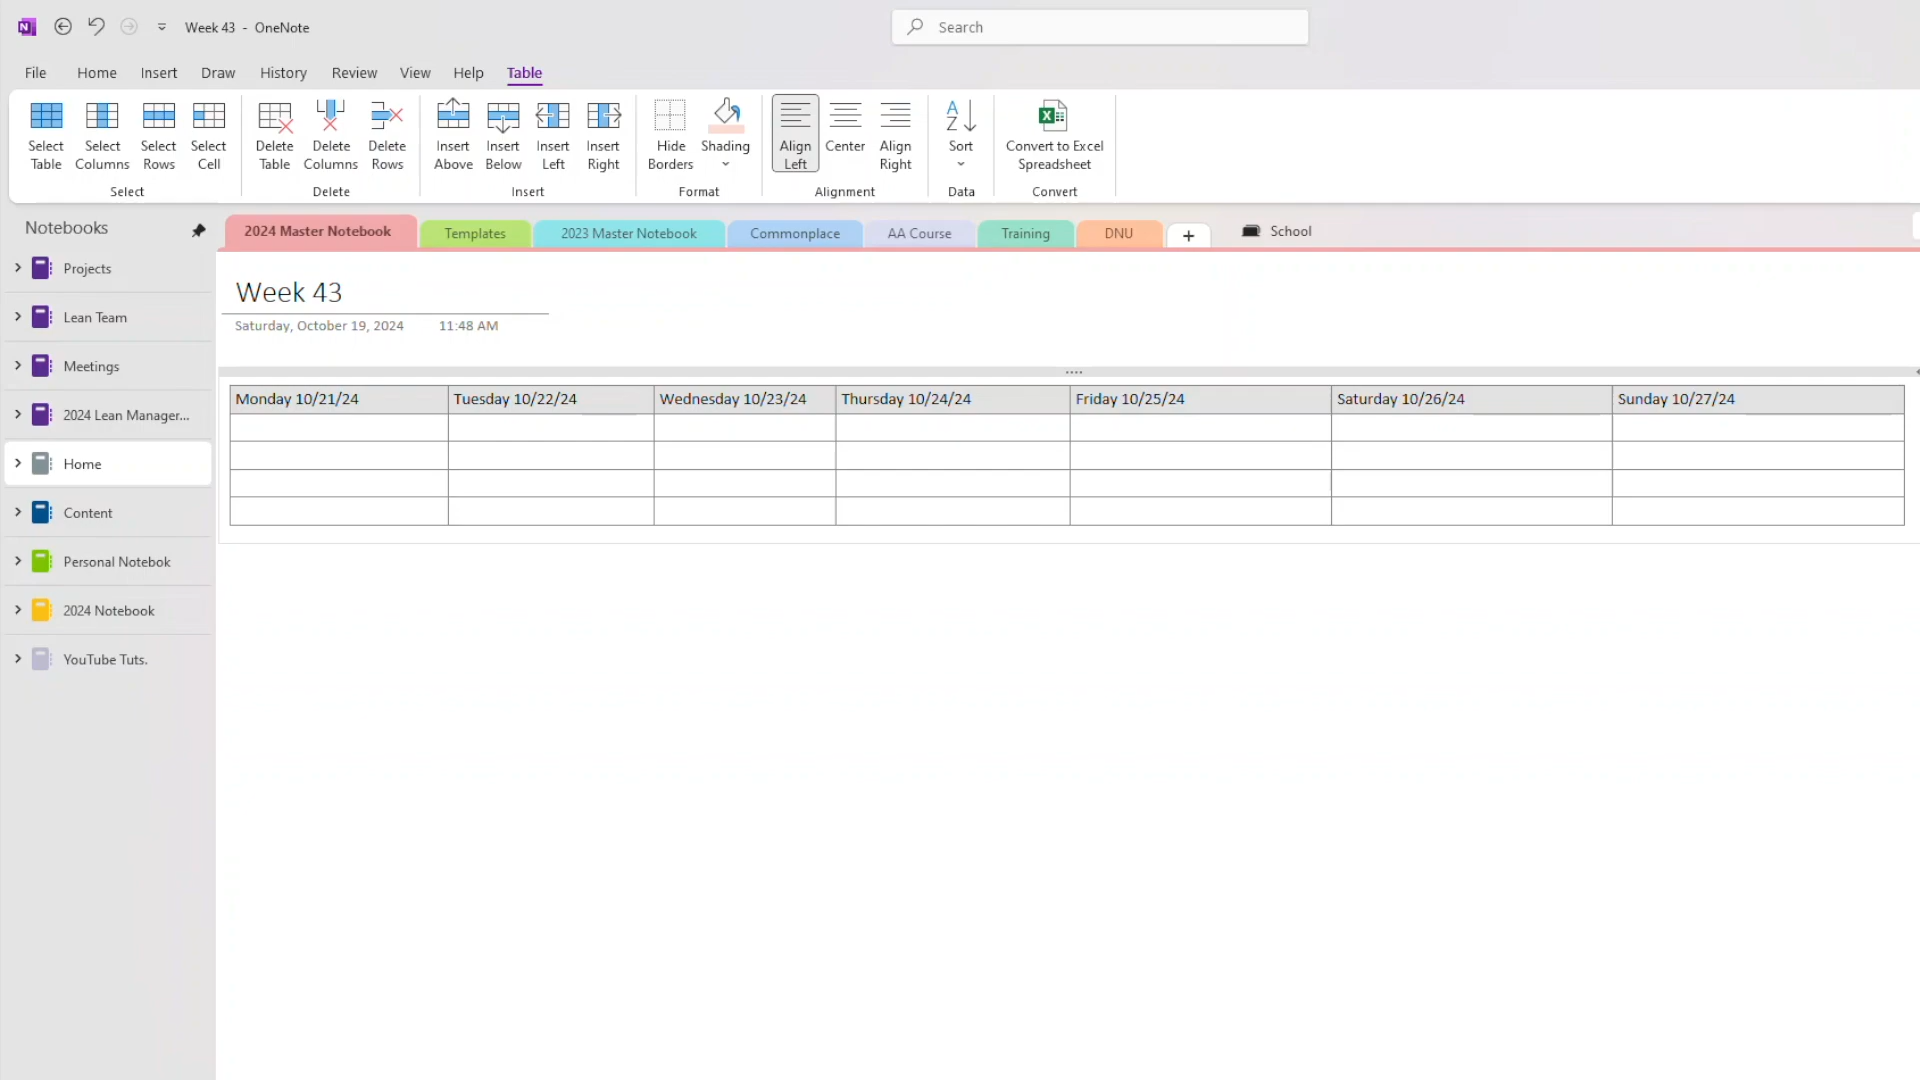 Week 43 - OneNote
Search
File Home Insert Draw History Review View Help Table
Select Table
Select Columns
Select Rows
Select Cell
Select
Delete Table
Delete Columns
Delete Rows
Delete
Insert Above
Insert Below
Insert Left
Insert Right
Insert
Hide Borders
Shading
Format
Align Left
Center
Align Right
Alignment
Sort
Data
Convert to Excel Spreadsheet
Convert
Notebooks
Projects
Lean Team
Meetings
2024 Lean Manager...
Home
Content
Personal Notebok
2024 Notebook
YouTube Tuts.
2024 Master Notebook Templates 2023 Master Notebook Commonplace AA Course Training DNU + School
Week 43
Saturday, October 19, 2024 11:48 AM
Monday 10/21/24 Tuesday 10/22/24 Wednesday 10/23/24 Thursday 10/24/24 Friday 10/25/24 Saturday 10/26/24 Sunday 10/27/24